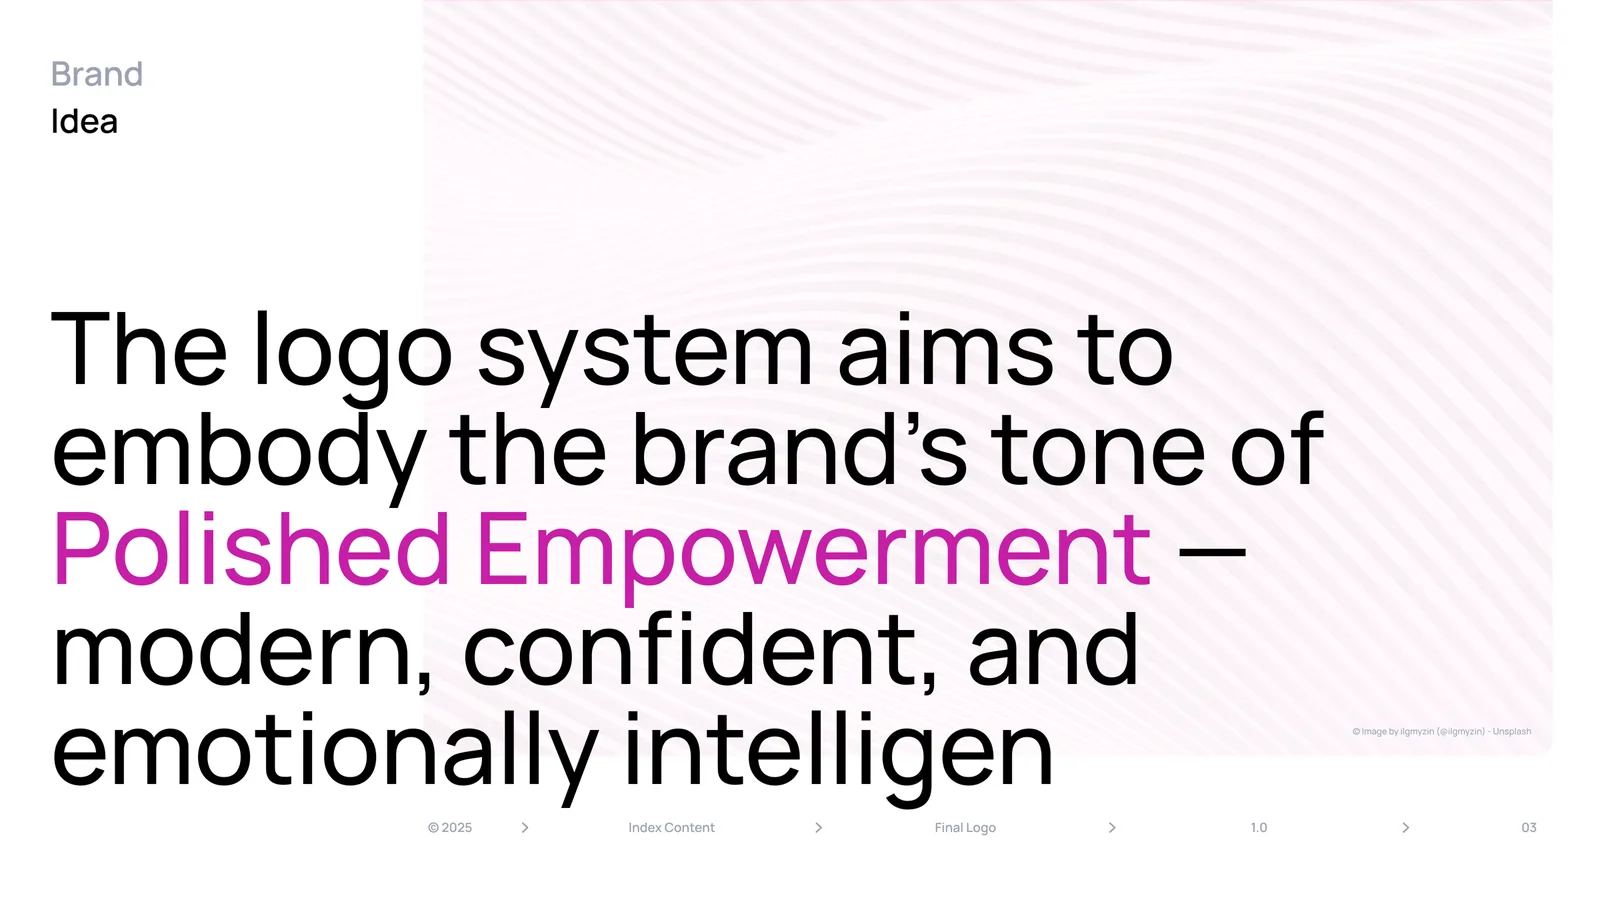 Brand
Idea
The logo system aims to
embody the brand’s tone of
Polished Empowerment —
modern, confident, and
emotionally intelligen
© Image by ilgmyzin (@ilgmyzin) - Unsplash
© 2025 > Index Content > Final Logo > 1.0 > 03